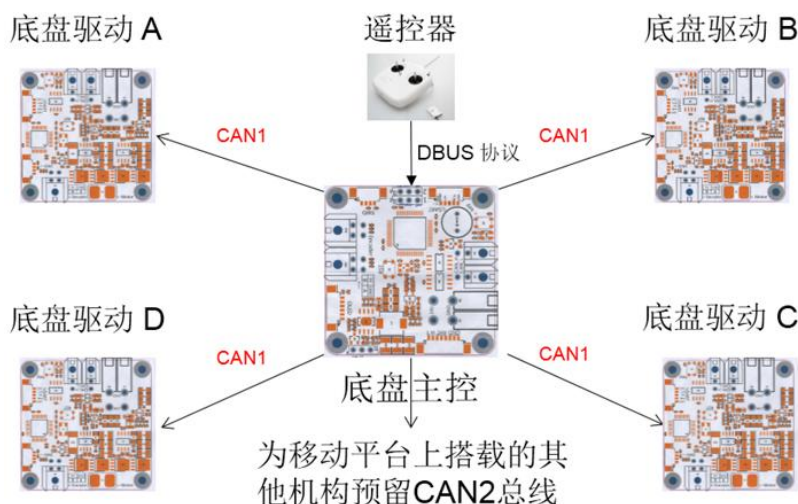 底盘驱动 A
遥控器
底盘驱动 B
CAN1
CAN1
DBUS 协议
底盘驱动 D
底盘驱动 C
CAN1
CAN1
底盘主控
为移动平台上搭载的其
他机构预留CAN2总线